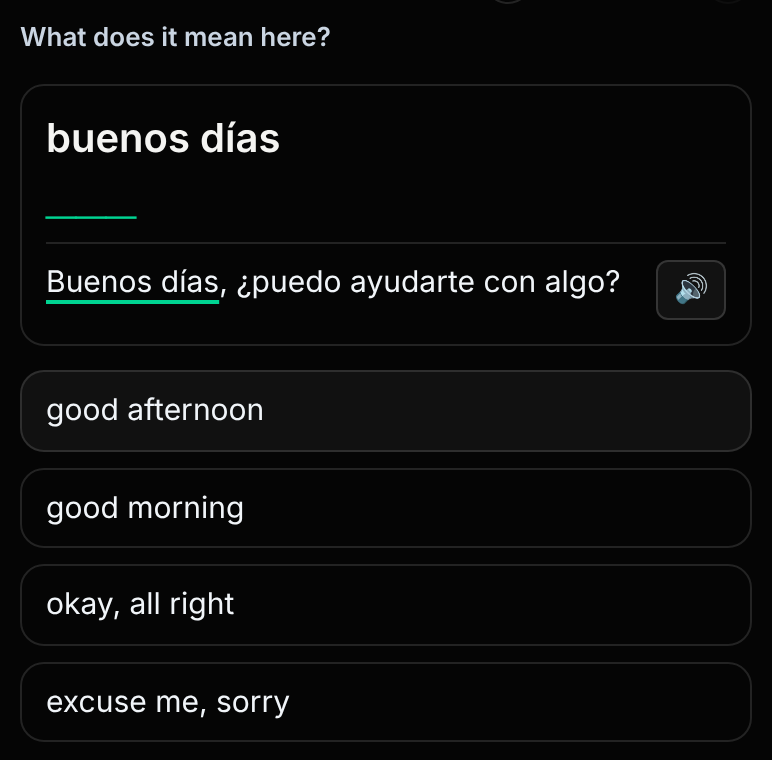 What does it mean here?
buenos días
Buenos días, ¿puedo ayudarte con algo?
good afternoon
good morning
okay, all right
excuse me, sorry